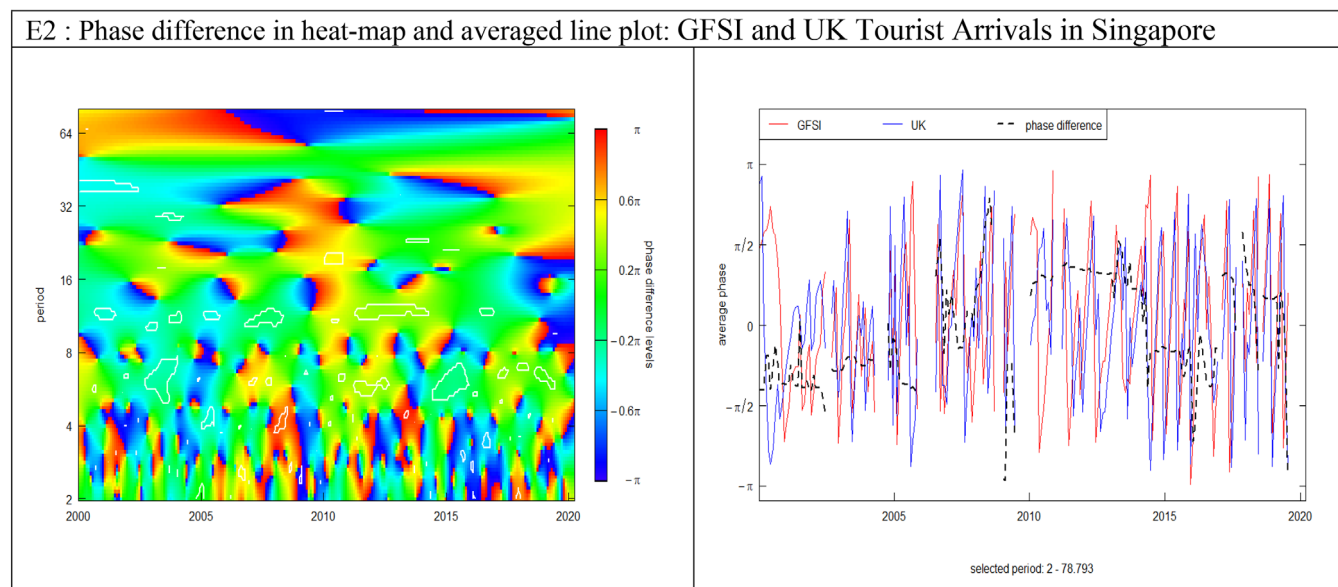 E2 : Phase difference in heat-map and averaged line plot: GFSI and UK Tourist Arrivals in Singapore
period
64
32
16
8
4
2
2000
2005
2010
2015
2020
π
0.6π
0.2π
−0.2π
−0.6π
−π
phase difference levels
GFSI
UK
phase difference
average phase
π
π/2
0
−π/2
−π
2005
2010
2015
2020
selected period: 2 - 78.793